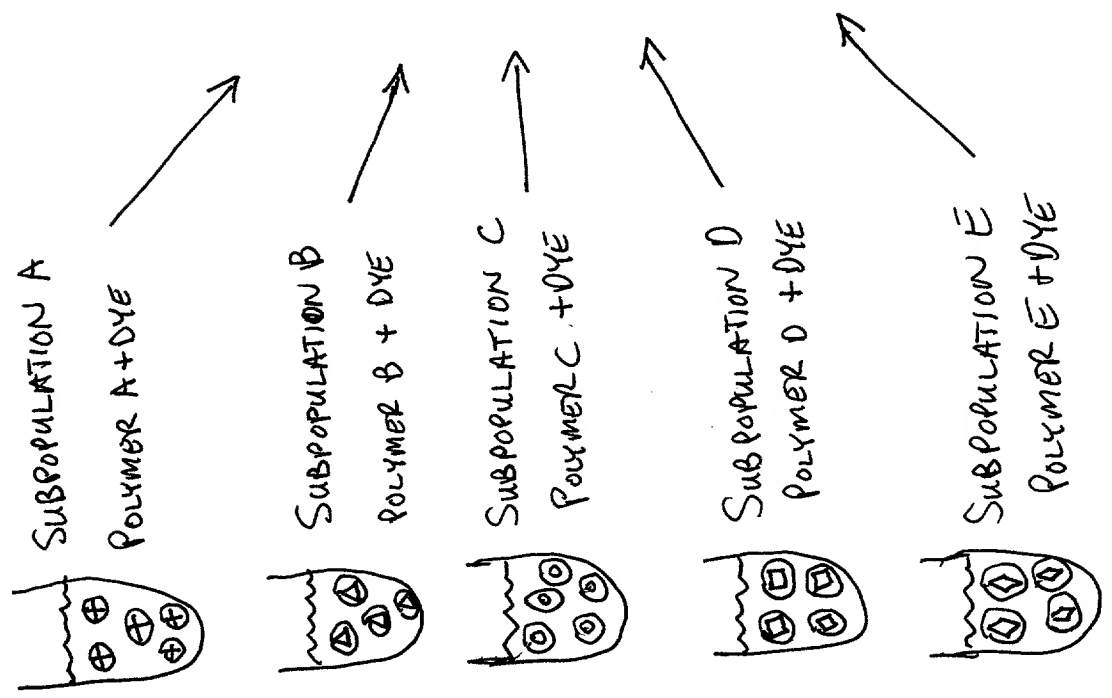 SUBPOPULATION A
POLYMER A + DYE
SUBPOPULATION B
POLYMER B + DYE
SUBPOPULATION C
POLYMER C + DYE
SUBPOPULATION D
POLYMER D + DYE
SUBPOPULATION E
POLYMER E + DYE